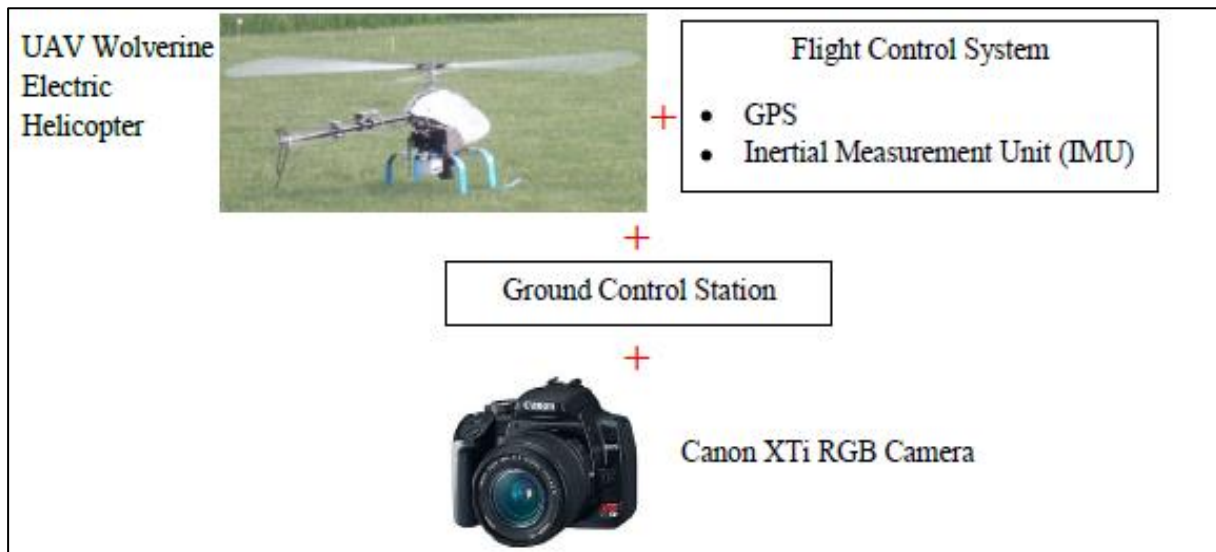 UAV Wolverine
Electric
Helicopter
Flight Control System
• GPS
• Inertial Measurement Unit (IMU)
+
+
Ground Control Station
+
Canon
Canon XTi RGB Camera